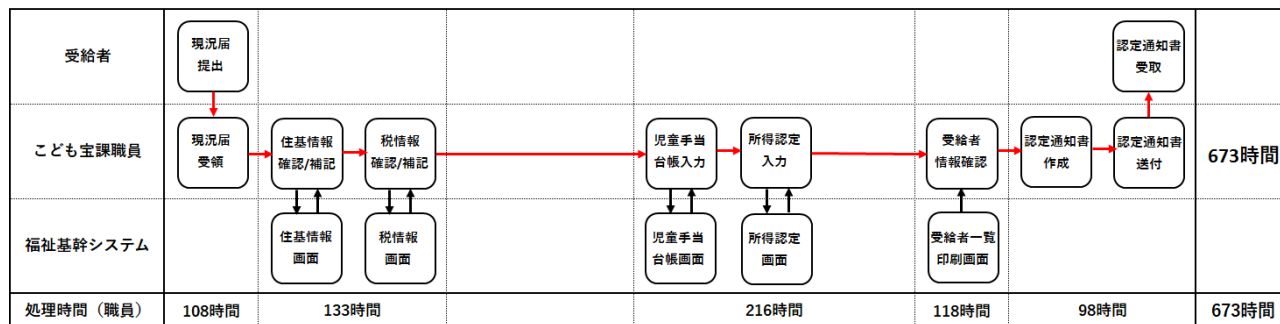 受給者
現況届
提出
認定通知書
受取
こども宝課職員
現況届
受領
住基情報
確認/補記
税情報
確認/補記
児童手当
台帳入力
所得認定
入力
受給者
情報確認
認定通知書
作成
認定通知書
送付
673時間
福祉基幹システム
住基情報
画面
税情報
画面
児童手当
台帳画面
所得認定
画面
受給者一覧
印刷画面
処理時間（職員）
108時間
133時間
216時間
118時間
98時間
673時間